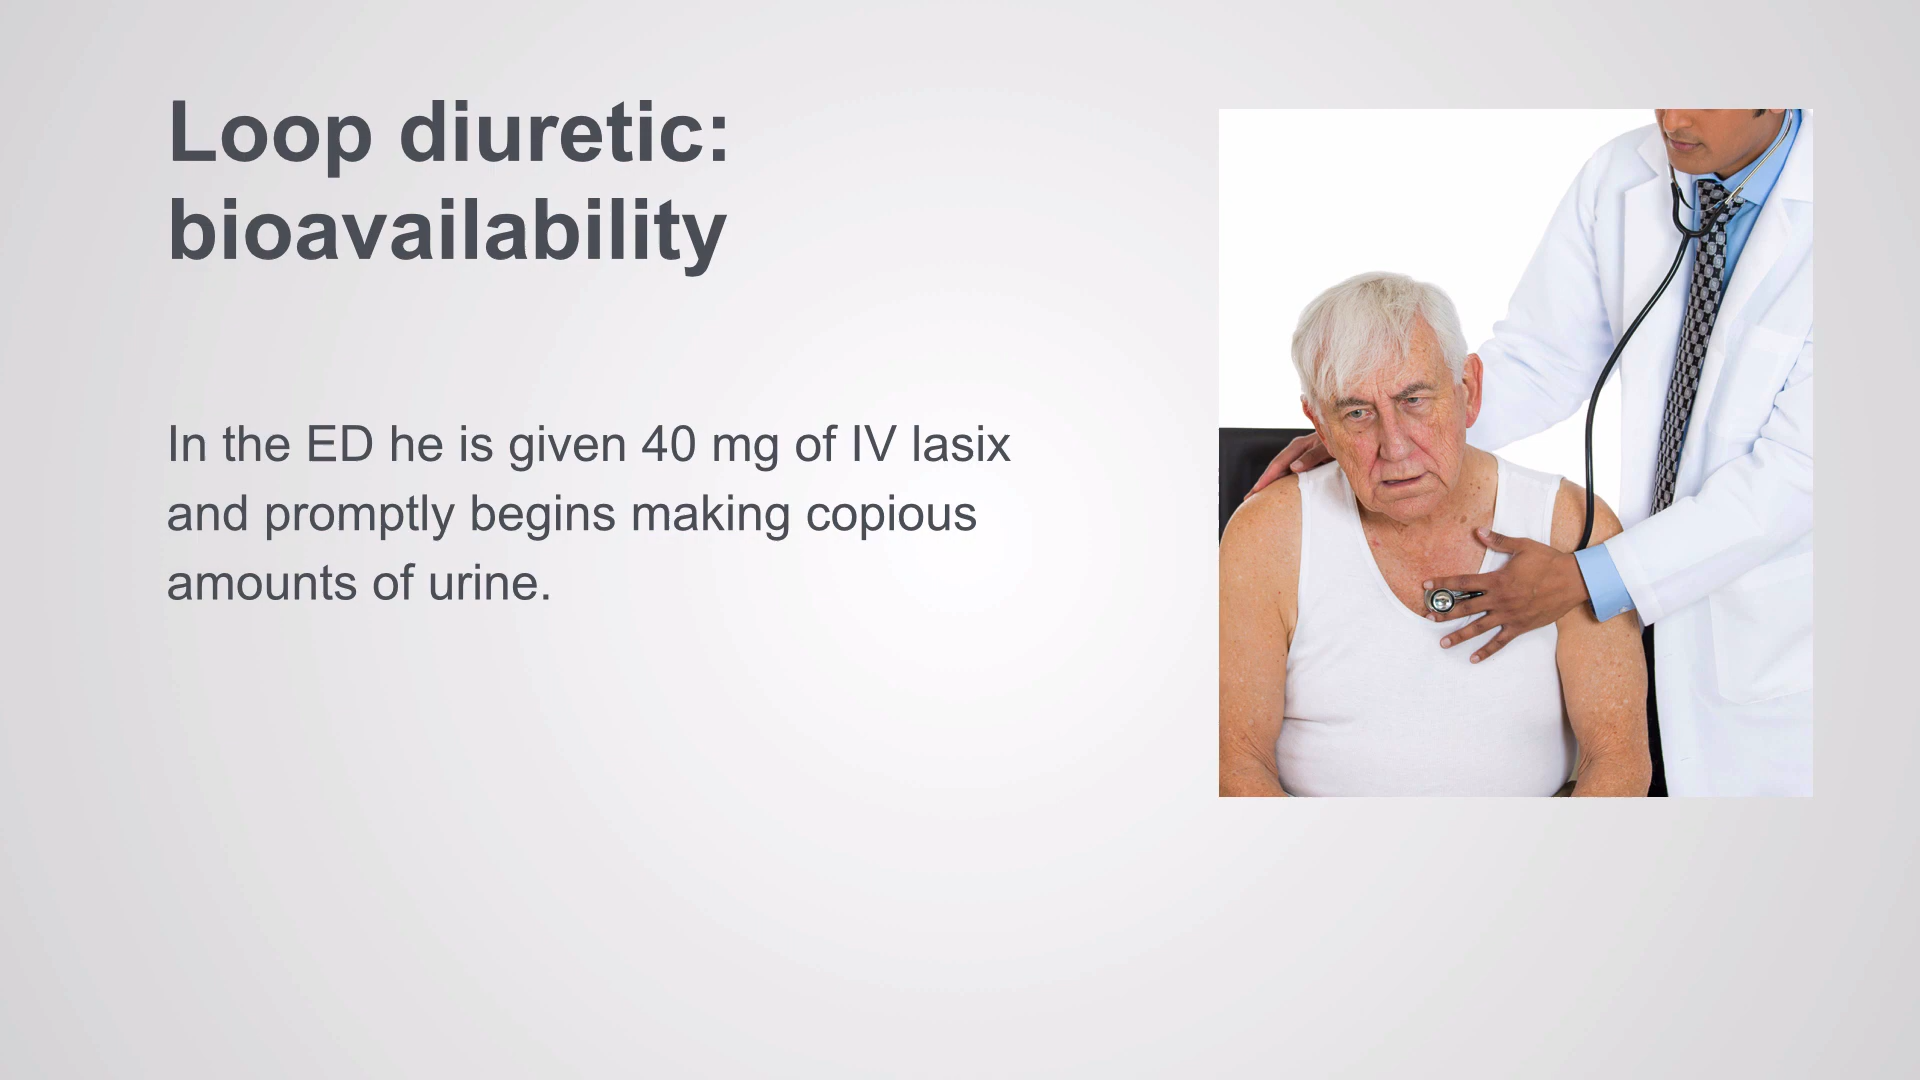 Loop diuretic:
bioavailability
In the ED he is given 40 mg of IV lasix
and promptly begins making copious
amounts of urine.